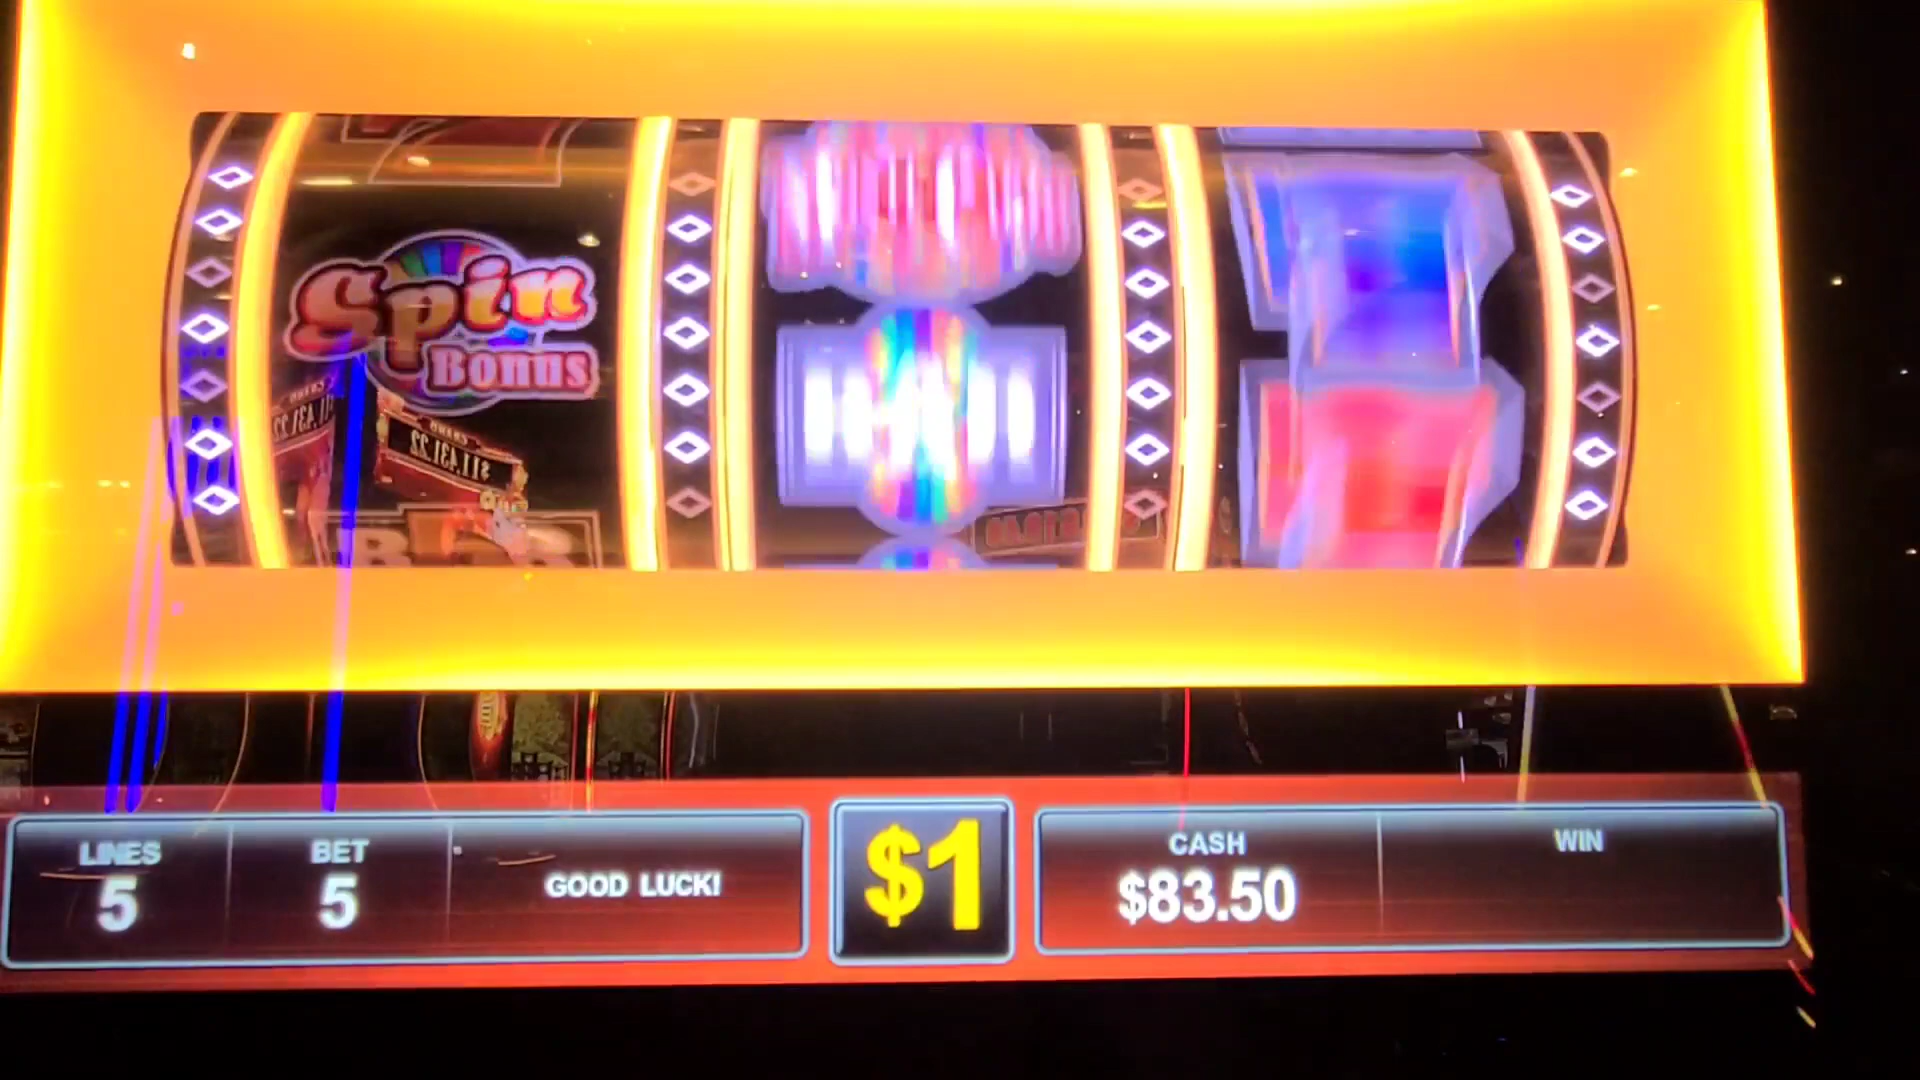 Spin
Bonus
LINES
5
BET
5
GOOD LUCK!
$1
CASH
$83.50
WIN